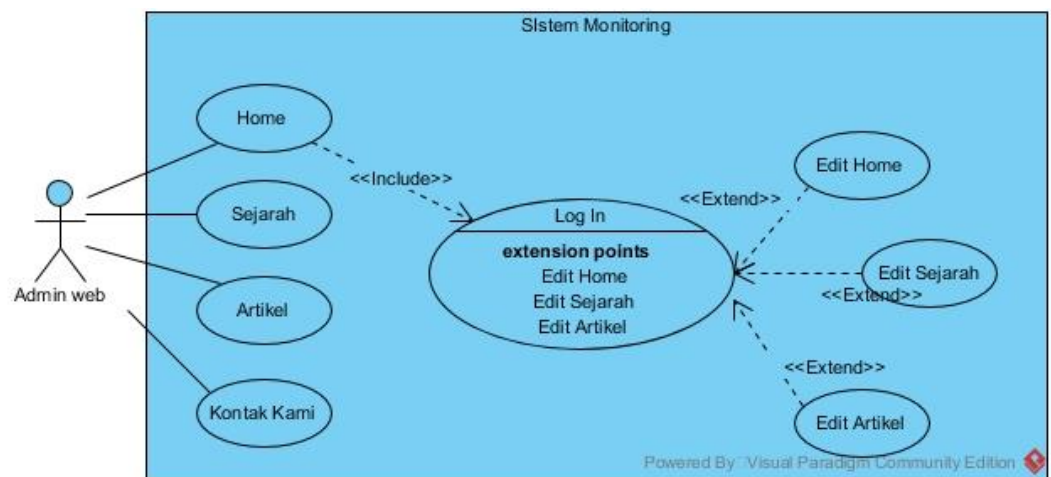 SIstem Monitoring
Home
<<Include>>
Sejarah
Admin web
Artikel
Kontak Kami
Log In
extension points
Edit Home
Edit Sejarah
Edit Artikel
Edit Home
<<Extend>>
Edit Sejarah
<<Extend>>
<<Extend>>
Edit Artikel
Powered By Visual Paradigm Community Edition